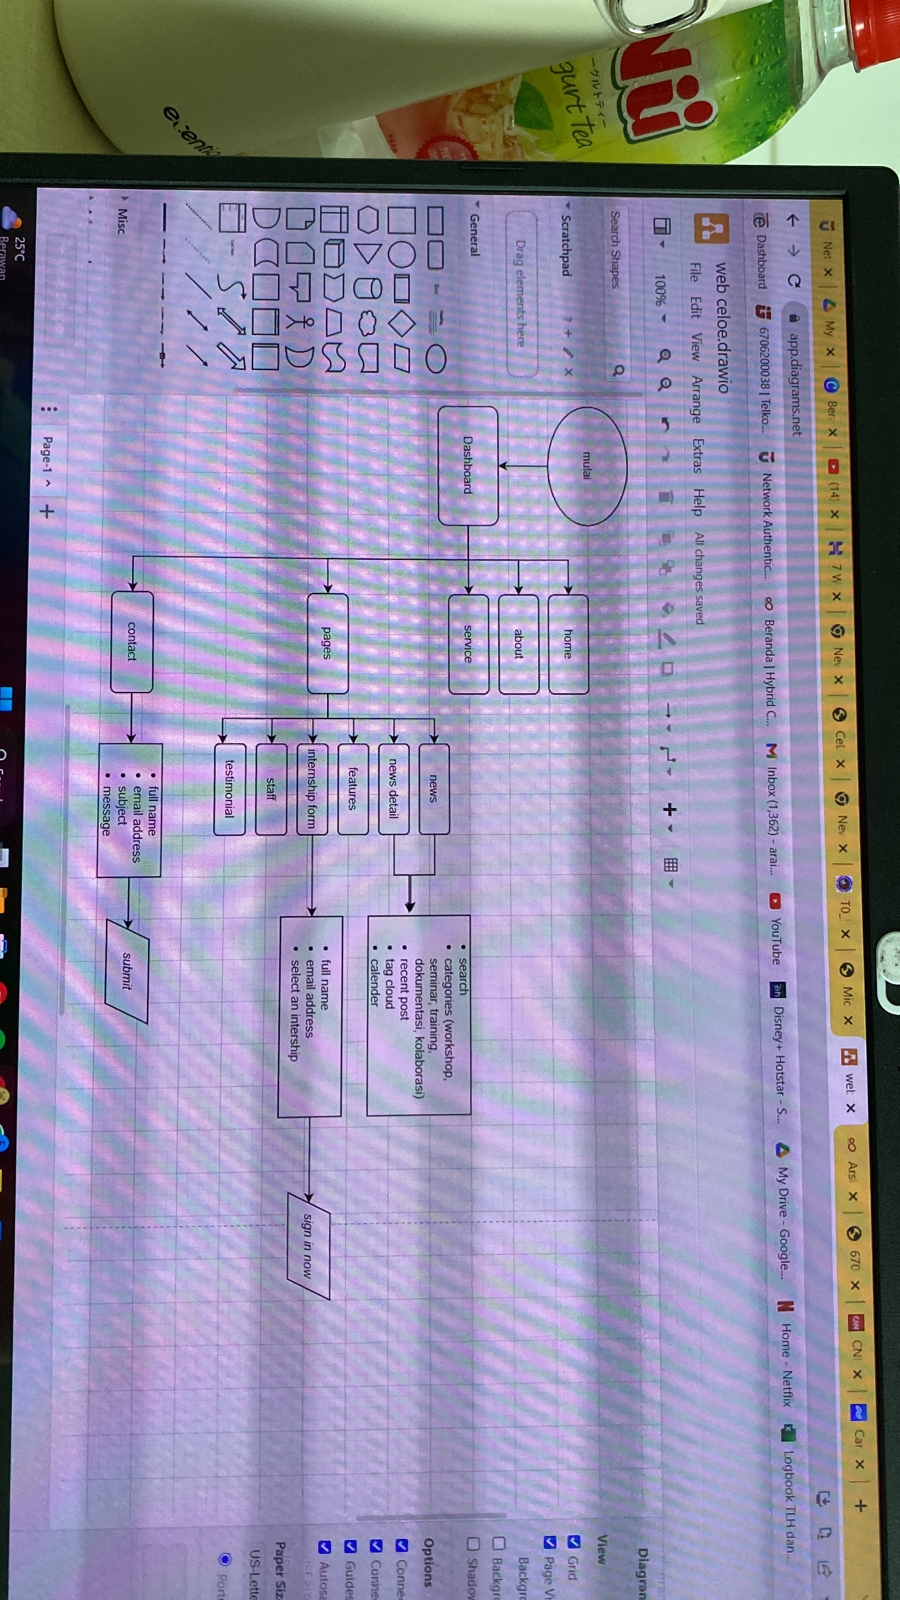 Net
My
Ber
(14)
7 W
Nev
CeL
Nev
T0_
Mic
wel
Ars
670
CNI
Car
app.diagrams.net
Dashboard
6706200038 | Telko...
Network Authentic...
Beranda | Hybrid C...
Inbox (1,362) - arai...
YouTube
Disney+ Hotstar - S...
My Drive - Google...
Home - Netflix
Logbook TLH dan...
web celoe.drawio
File Edit View Arrange Extras Help All changes saved
100%
Search Shapes
Scratchpad
Drag elements here
General
Misc
mulai
Dashboard
home
about
service
pages
contact
news
news detail
features
internship form
staff
testimonial
• search
• categories (workshop,
seminar, training,
dokumentasi, kolaborasi)
• recent post
• tag cloud
• calender
• full name
• email address
• select an intership
sign in now
• full name
• email address
• subject
• message
submit
Diagran
View
Grid
Page Vi
Backgr
Backgr
Shadov
Options
Conne
Conne
Guides
Autosa
Paper Siz
US-Lette
Portr
Page-1
25°C
Berawan
Nü
ーグルトティー
gurt Tea